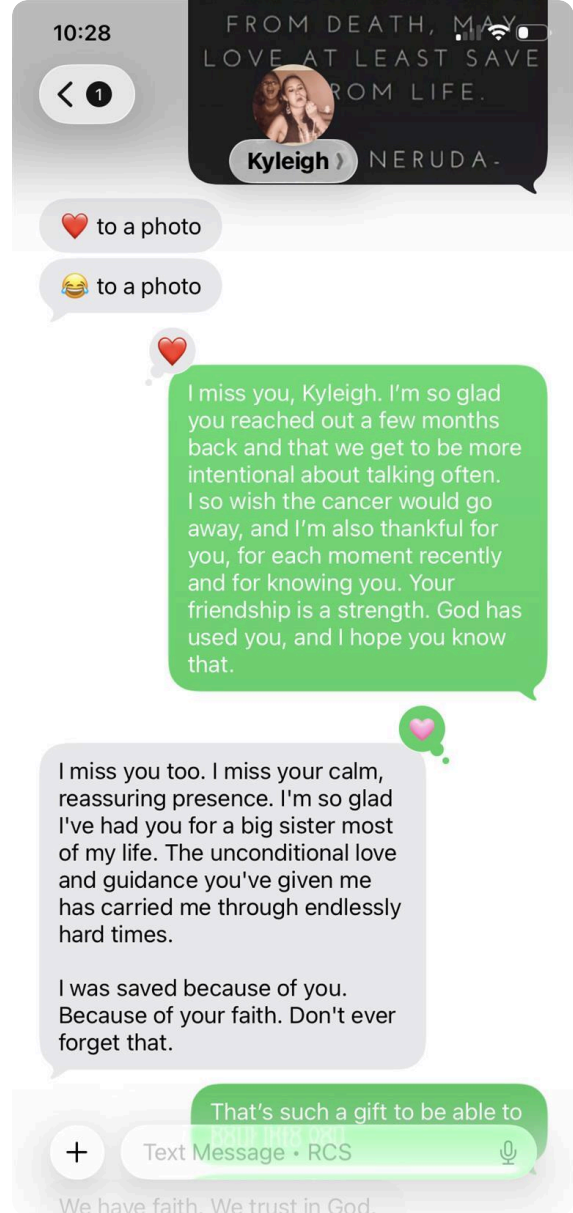 10:28
FROM DEATH, MAY
LOVE AT LEAST SAVE
ROM LIFE.
1
Kyleigh
NERUDA-
❤️ to a photo
😂 to a photo
I miss you, Kyleigh. I’m so glad
you reached out a few months
back and that we get to be more
intentional about talking often.
I so wish the cancer would go
away, and I’m also thankful for
you, for each moment recently
and for knowing you. Your
friendship is a strength. God has
used you, and I hope you know
that.
I miss you too. I miss your calm,
reassuring presence. I'm so glad
I've had you for a big sister most
of my life. The unconditional love
and guidance you've given me
has carried me through endlessly
hard times.
I was saved because of you.
Because of your faith. Don't ever
forget that.
That’s such a gift to be able to
Text Message • RCS
We have faith. We trust in God.